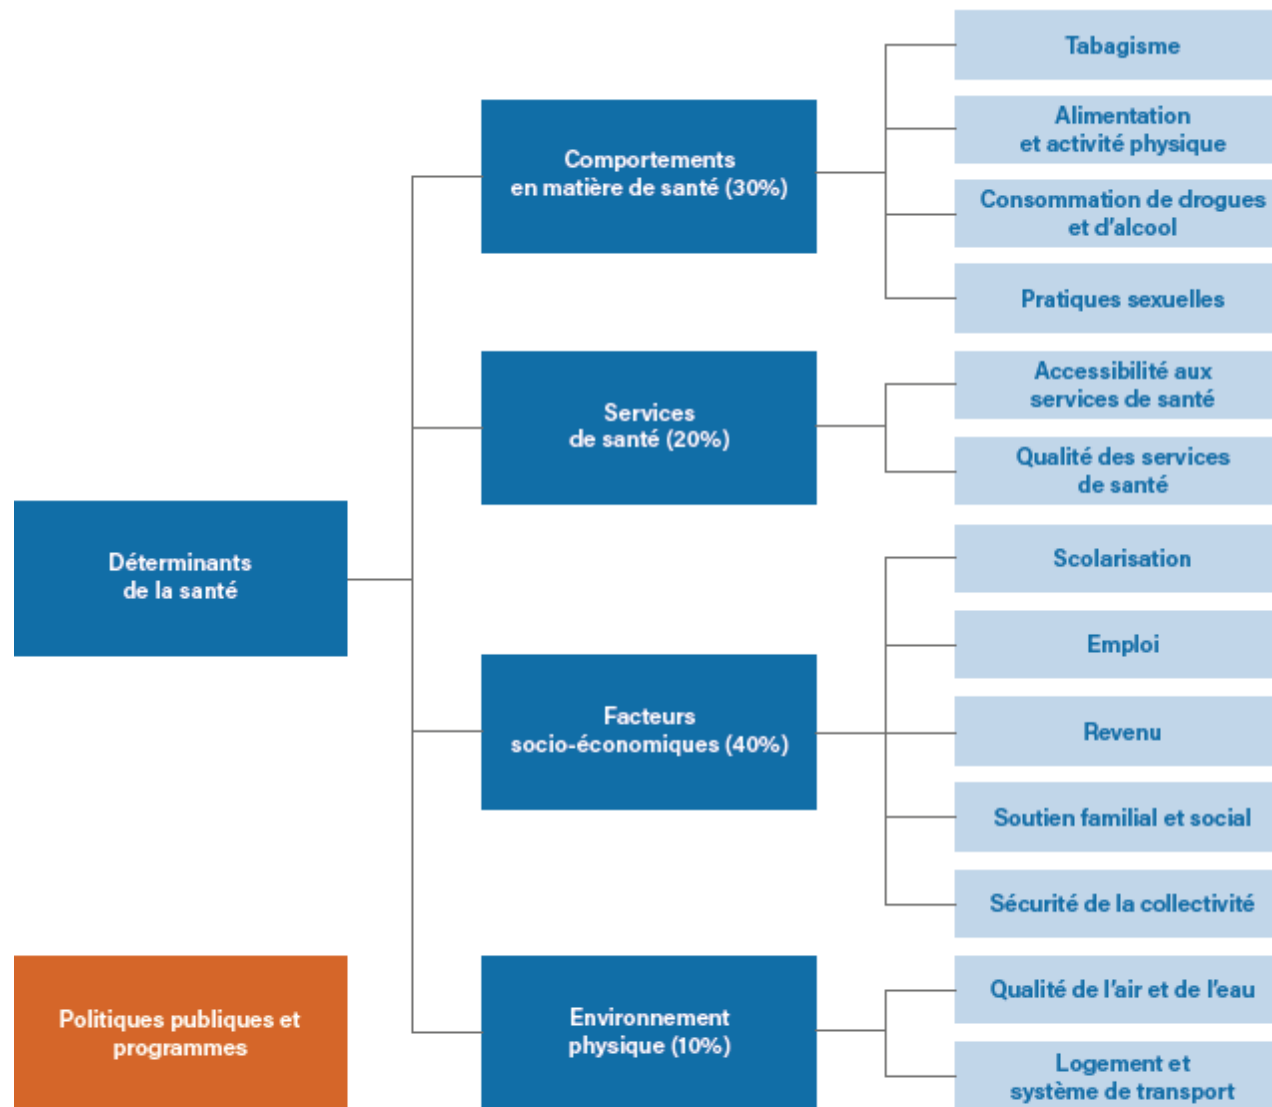 Tabagisme
Alimentation
et activité physique
Comportements
en matière de santé (30%)
Consommation de drogues
et d'alcool
Pratiques sexuelles
Accessibilité aux
services de santé
Services
de santé (20%)
Qualité des services
de santé
Déterminants
de la santé
Scolarisation
Emploi
Facteurs
socio-économiques (40%)
Revenu
Soutien familial et social
Sécurité de la collectivité
Politiques publiques et
programmes
Environnement
physique (10%)
Qualité de l'air et de l'eau
Logement et
système de transport